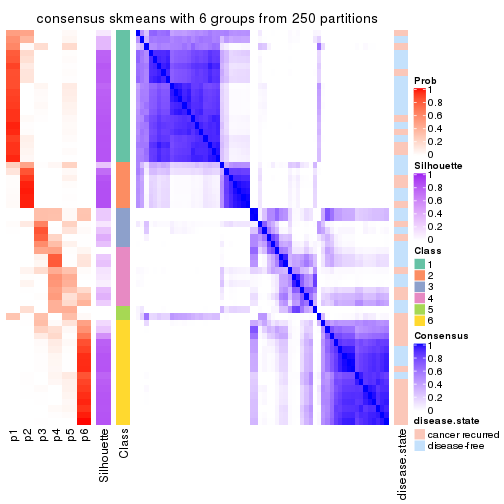 consensus skmeans with 6 groups from 250 partitions
Prob
1
0.8
0.6
0.4
0.2
0
Silhouette
1
0.8
0.6
0.4
0.2
0
Class
1
2
3
4
5
6
Consensus
1
0.8
0.6
0.4
0.2
0
disease.state
cancer recurred
disease-free
p1
p2
p3
p4
p5
p6
Silhouette
Class
disease.state